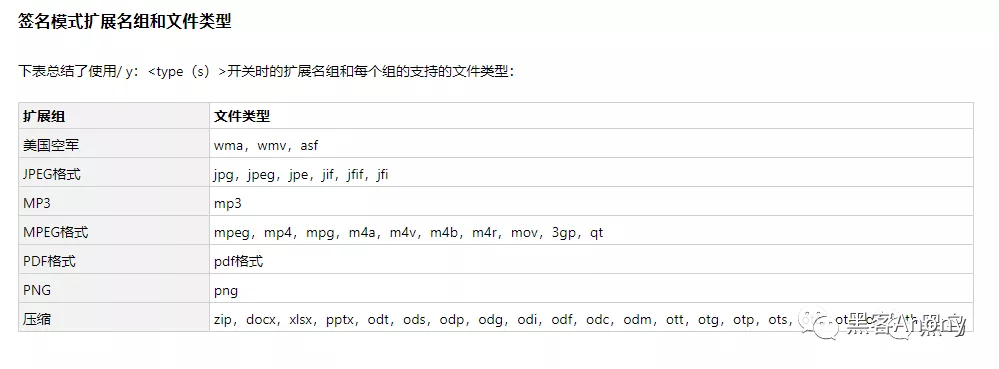 签名模式扩展名组和文件类型
下表总结了使用/ y：<type（s）>开关时的扩展名组和每个组的支持的文件类型：
扩展组 文件类型
美国空军 wma，wmv，asf
JPEG格式 jpg，jpeg，jpe，jif，jfif，jfi
MP3 mp3
MPEG格式 mpeg，mp4，mpg，m4a，m4v，m4b，m4r，mov，3gp，qt
PDF格式 pdf格式
PNG png
压缩 zip，docx，xlsx，pptx，odt，ods，odp，odg，odi，odf，odc，odm，ott，otg，otp，ots，
黑客Anony